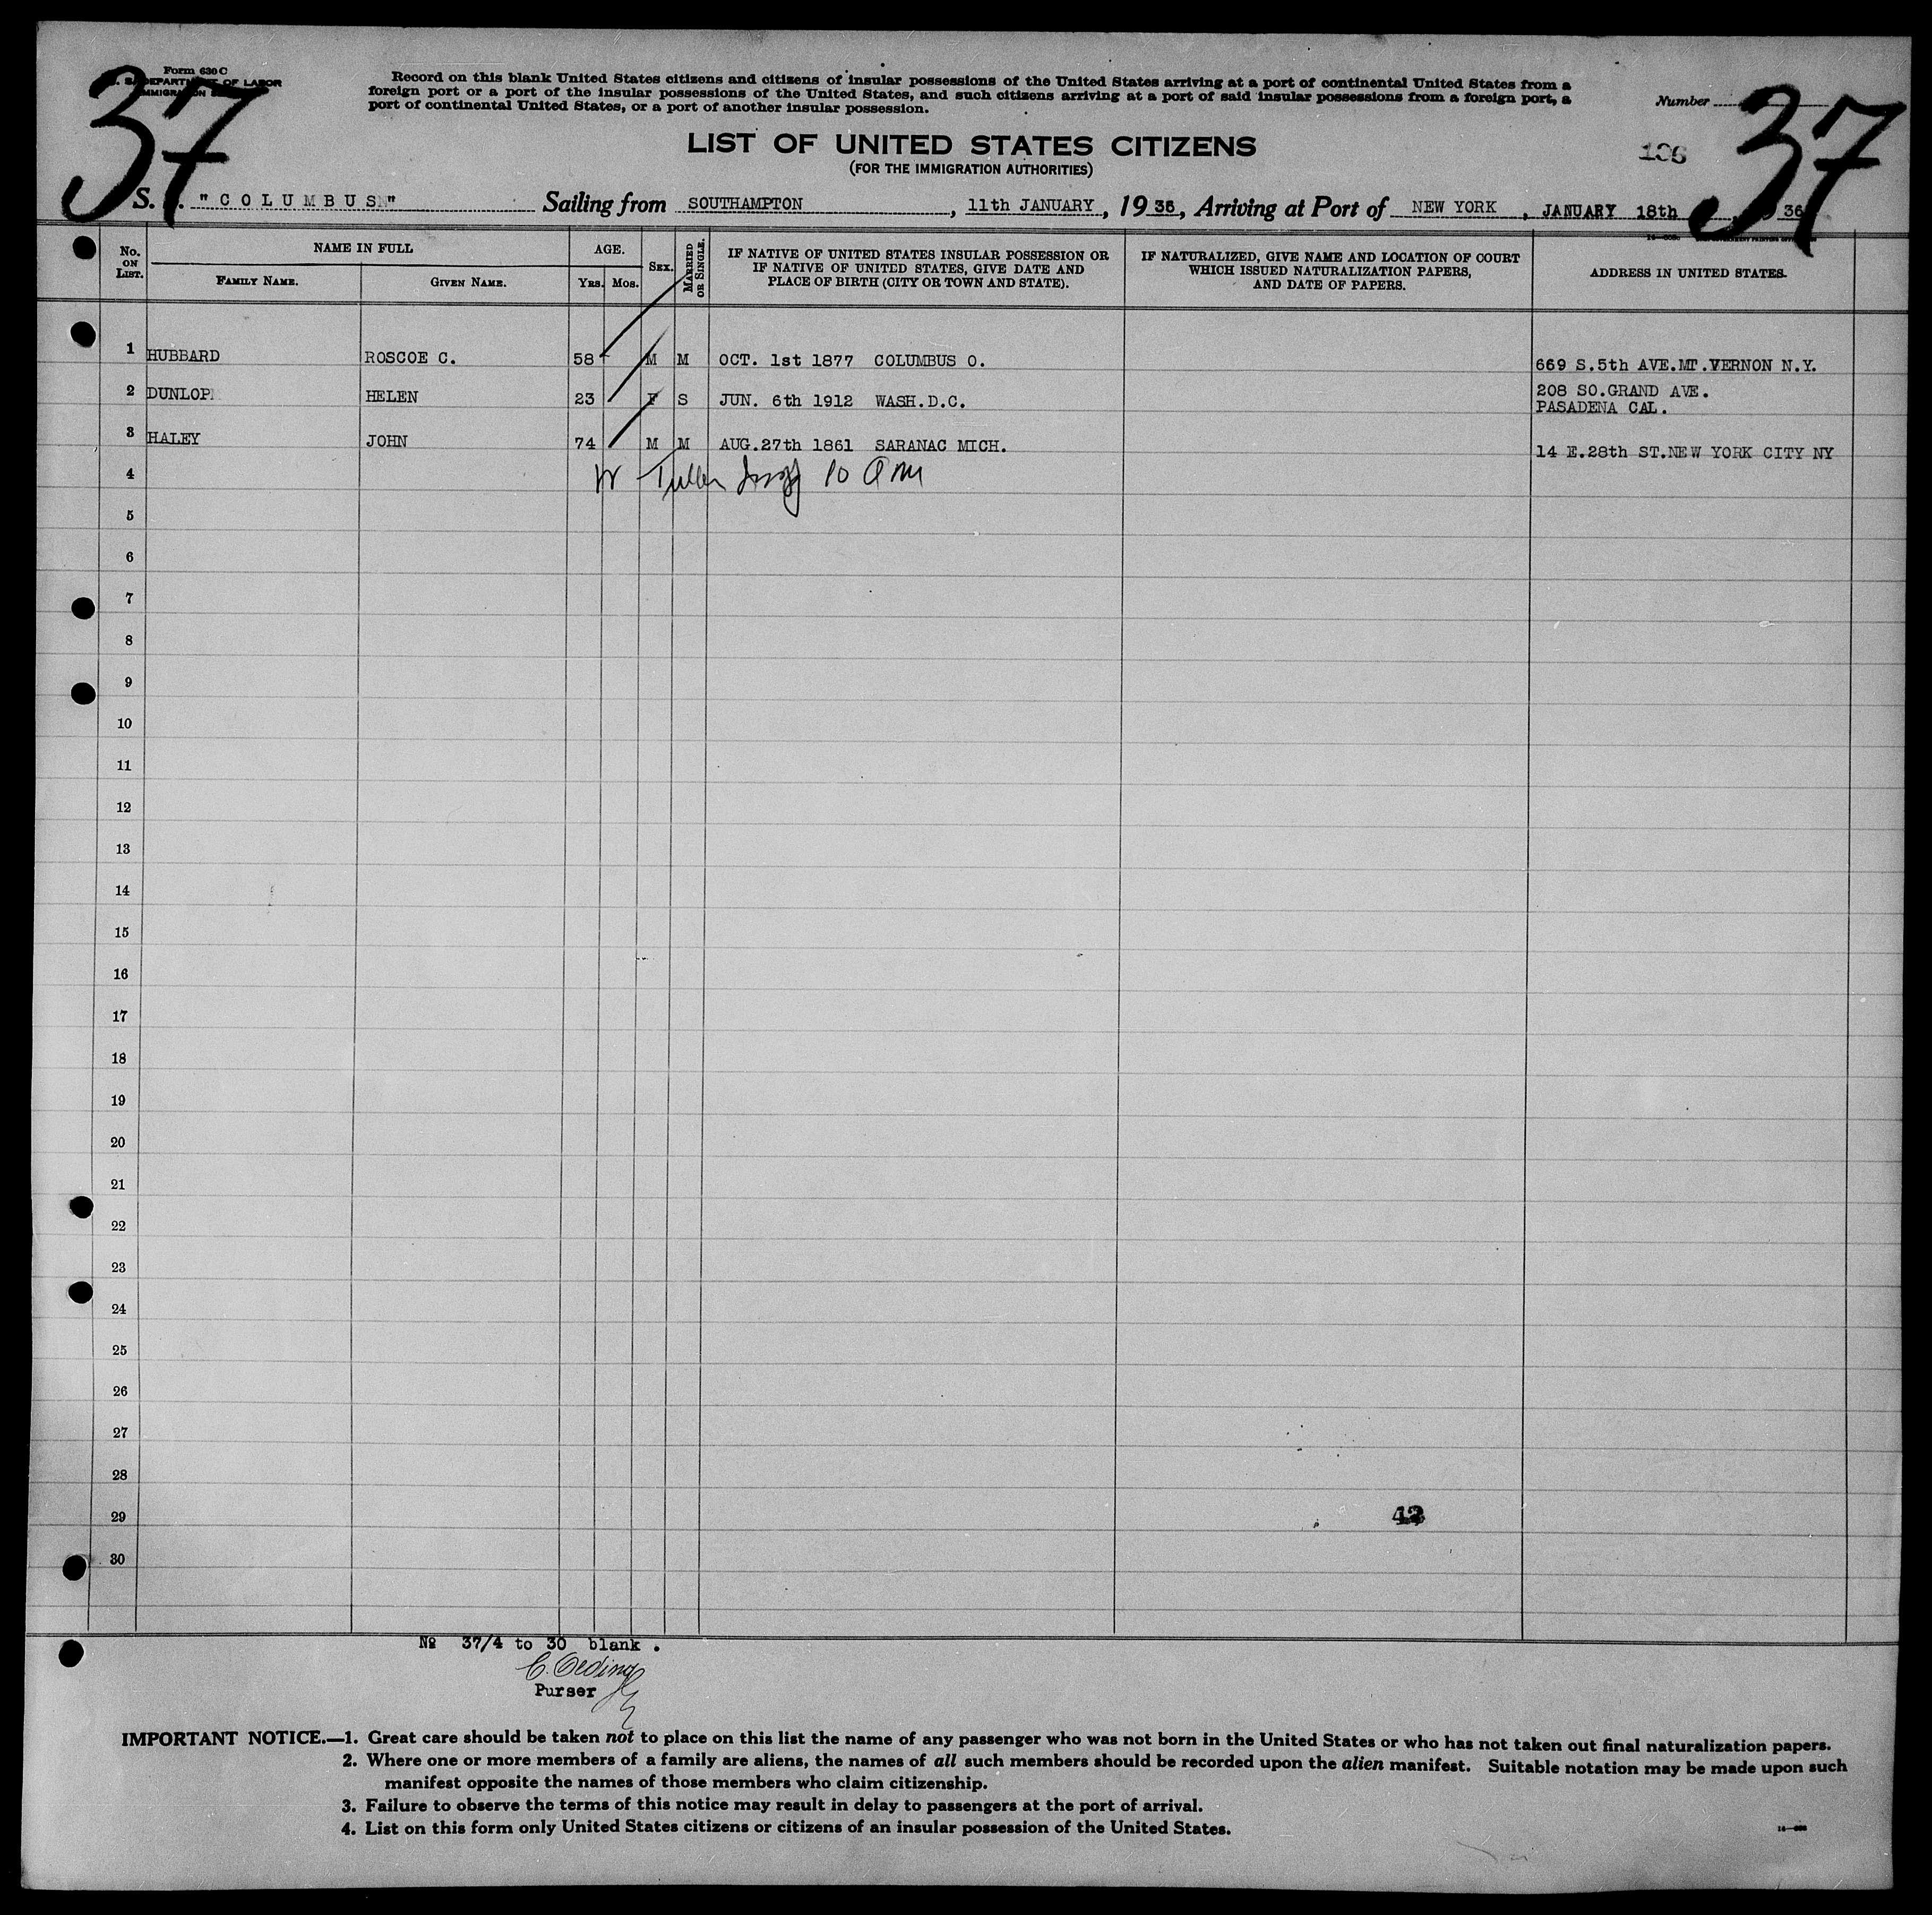 37
Form 630 C
U. S. DEPARTMENT OF LABOR
IMMIGRATION
Record on this blank United States citizens and citizens of insular possessions of the United States arriving at a port of continental United States from a
foreign port or a port of the insular possessions of the United States, and such citizens arriving at a port of said insular possessions from a foreign port, a
port of continental United States, or a port of another insular possession.
Number
37
LIST OF UNITED STATES CITIZENS
(FOR THE IMMIGRATION AUTHORITIES)
106
S. "COLUMBUS" Sailing from SOUTHAMPTON, 11th JANUARY, 1936, Arriving at Port of NEW YORK, JANUARY 18th, 36
No. ON LIST. NAME IN FULL AGE. SEX. MARRIED OR SINGLE. IF NATIVE OF UNITED STATES INSULAR POSSESSION OR IF NATIVE OF UNITED STATES, GIVE DATE AND PLACE OF BIRTH (CITY OR TOWN AND STATE). IF NATURALIZED, GIVE NAME AND LOCATION OF COURT WHICH ISSUED NATURALIZATION PAPERS, AND DATE OF PAPERS. ADDRESS IN UNITED STATES.
FAMILY NAME. GIVEN NAME. YRS. MOS.
1 HUBBARD ROSCOE C. 58 M M OCT. 1st 1877 COLUMBUS O. 669 S.5th AVE.MT.VERNON N.Y.
2 DUNLOP HELEN 23 F S JUN. 6th 1912 WASH.D.C. 208 SO.GRAND AVE.
PASADENA CAL.
3 HALEY JOHN 74 M M AUG.27th 1861 SARANAC MICH. 14 E.28th ST.NEW YORK CITY NY
4 10 AM
5
6
7
8
9
10
11
12
13
14
15
16
17
18
19
20
21
22
23
24
25
26
27
28
29
30
No 37/4 to 30 blank .
Purser
IMPORTANT NOTICE.—1. Great care should be taken not to place on this list the name of any passenger who was not born in the United States or who has not taken out final naturalization papers.
2. Where one or more members of a family are aliens, the names of all such members should be recorded upon the alien manifest. Suitable notation may be made upon such
manifest opposite the names of those members who claim citizenship.
3. Failure to observe the terms of this notice may result in delay to passengers at the port of arrival.
4. List on this form only United States citizens or citizens of an insular possession of the United States.